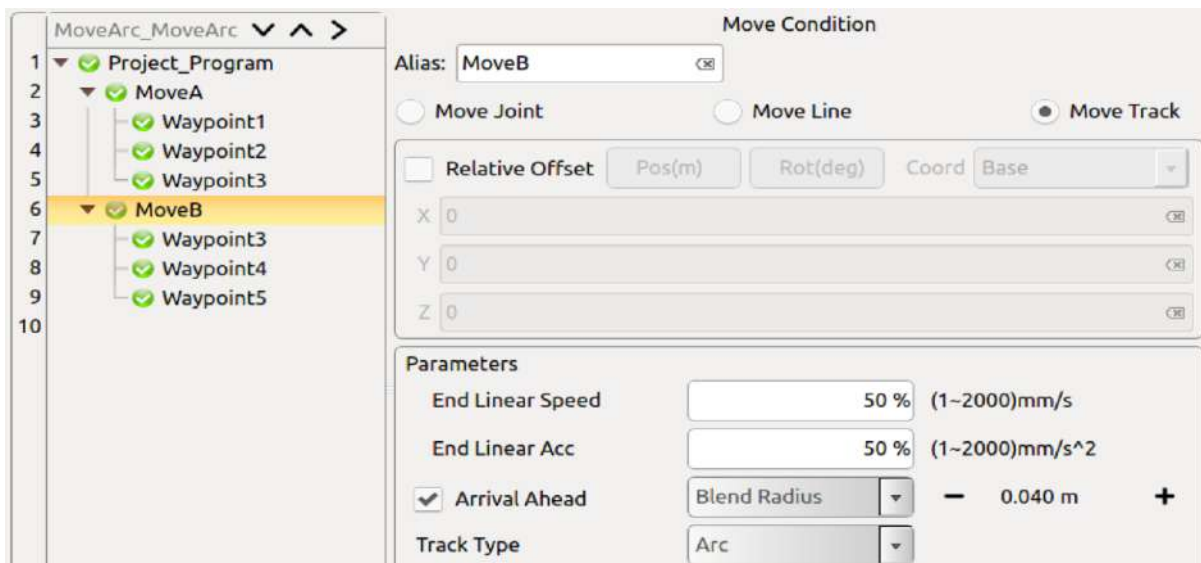 MoveArc_MoveArc
1 Project_Program
2 MoveA
3 Waypoint1
4 Waypoint2
5 Waypoint3
6 MoveB
7 Waypoint3
8 Waypoint4
9 Waypoint5
10
Move Condition
Alias: MoveB
Move Joint Move Line Move Track
Relative Offset Pos(m) Rot(deg) Coord Base
X 0
Y 0
Z 0
Parameters
End Linear Speed 50 % (1~2000)mm/s
End Linear Acc 50 % (1~2000)mm/s^2
Arrival Ahead Blend Radius − 0.040 m +
Track Type Arc